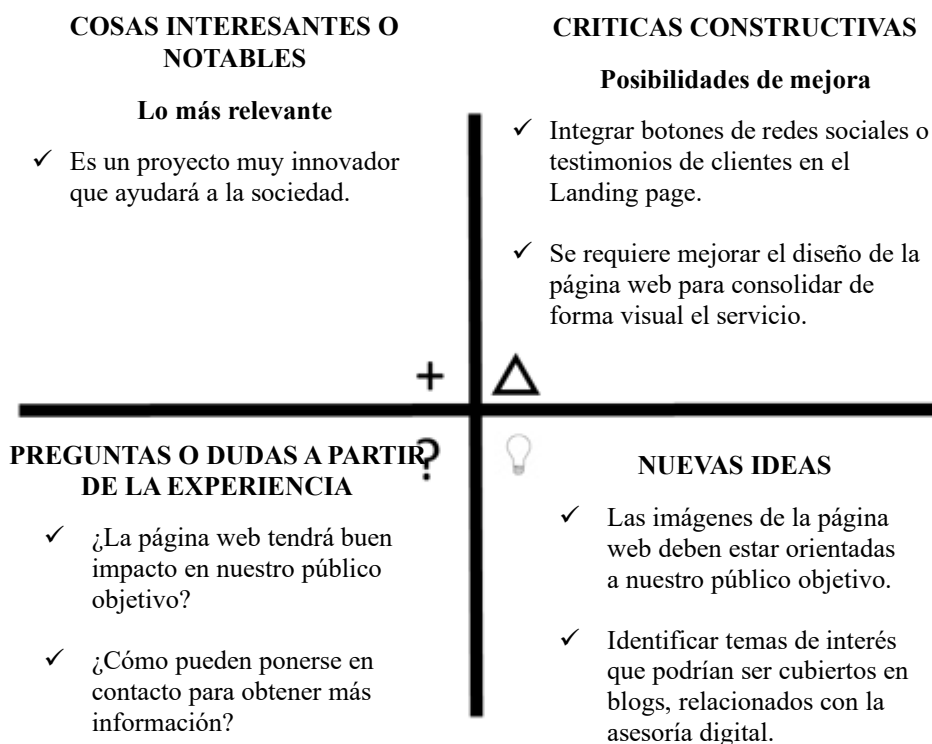 COSAS INTERESANTES O
NOTABLES
Lo más relevante
✓ Es un proyecto muy innovador
que ayudará a la sociedad.
CRITICAS CONSTRUCTIVAS
Posibilidades de mejora
✓ Integrar botones de redes sociales o
testimonios de clientes en el
Landing page.
✓ Se requiere mejorar el diseño de la
página web para consolidar de
forma visual el servicio.
+
?
PREGUNTAS O DUDAS A PARTIR
DE LA EXPERIENCIA
✓ ¿La página web tendrá buen
impacto en nuestro público
objetivo?
✓ ¿Cómo pueden ponerse en
contacto para obtener más
información?
NUEVAS IDEAS
✓ Las imágenes de la página
web deben estar orientadas
a nuestro público objetivo.
✓ Identificar temas de interés
que podrían ser cubiertos en
blogs, relacionados con la
asesoría digital.